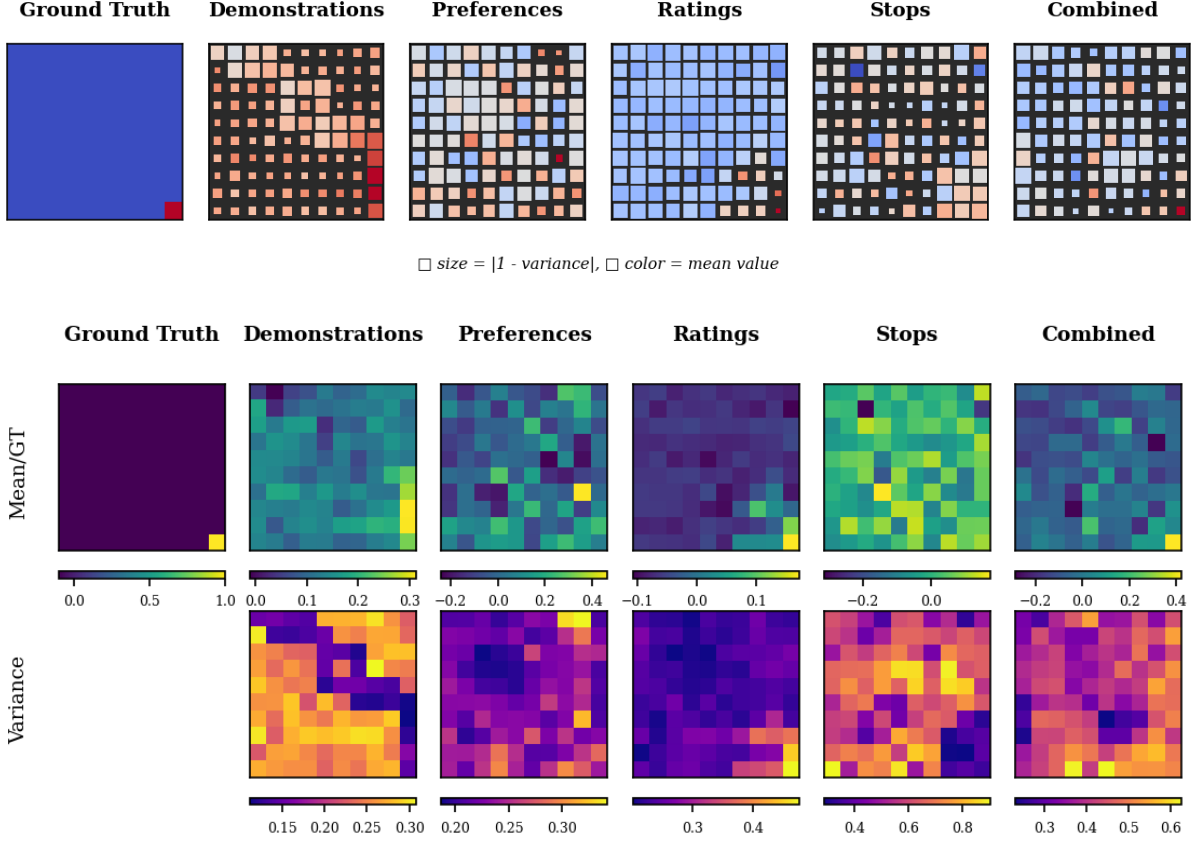 Ground Truth Demonstrations Preferences Ratings Stops Combined
□ size = |1 - variance|, □ color = mean value
Ground Truth Demonstrations Preferences Ratings Stops Combined
Mean/GT
0.0 0.5 1.0 0.0 0.1 0.2 0.3 −0.2 0.0 0.2 0.4 −0.1 0.0 0.1 −0.2 0.0 −0.2 0.0 0.2 0.4
Variance
0.15 0.20 0.25 0.30 0.20 0.25 0.30 0.3 0.4 0.4 0.6 0.8 0.3 0.4 0.5 0.6